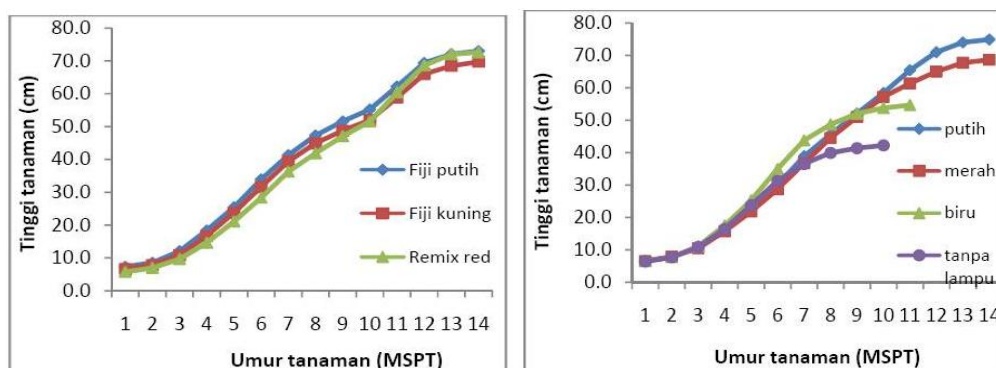 80.0
70.0
60.0
50.0
40.0
30.0
20.0
10.0
0.0
Tinggi tanaman (cm)
Fiji putih
Fiji kuning
Remix red
1 2 3 4 5 6 7 8 9 10 11 12 13 14
Umur tanaman (MSPT)
80.0
70.0
60.0
50.0
40.0
30.0
20.0
10.0
0.0
Tinggi tanaman (cm)
putih
merah
biru
tanpa
lampu
1 2 3 4 5 6 7 8 9 10 11 12 13 14
Umur tanaman (MSPT)